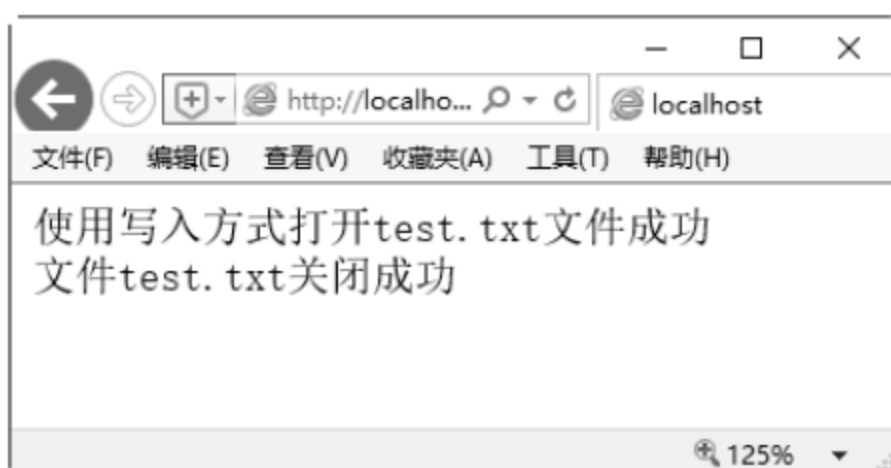 http://localho... localhost
文件(F) 编辑(E) 查看(V) 收藏夹(A) 工具(T) 帮助(H)
使用写入方式打开test.txt文件成功
文件test.txt关闭成功
125%